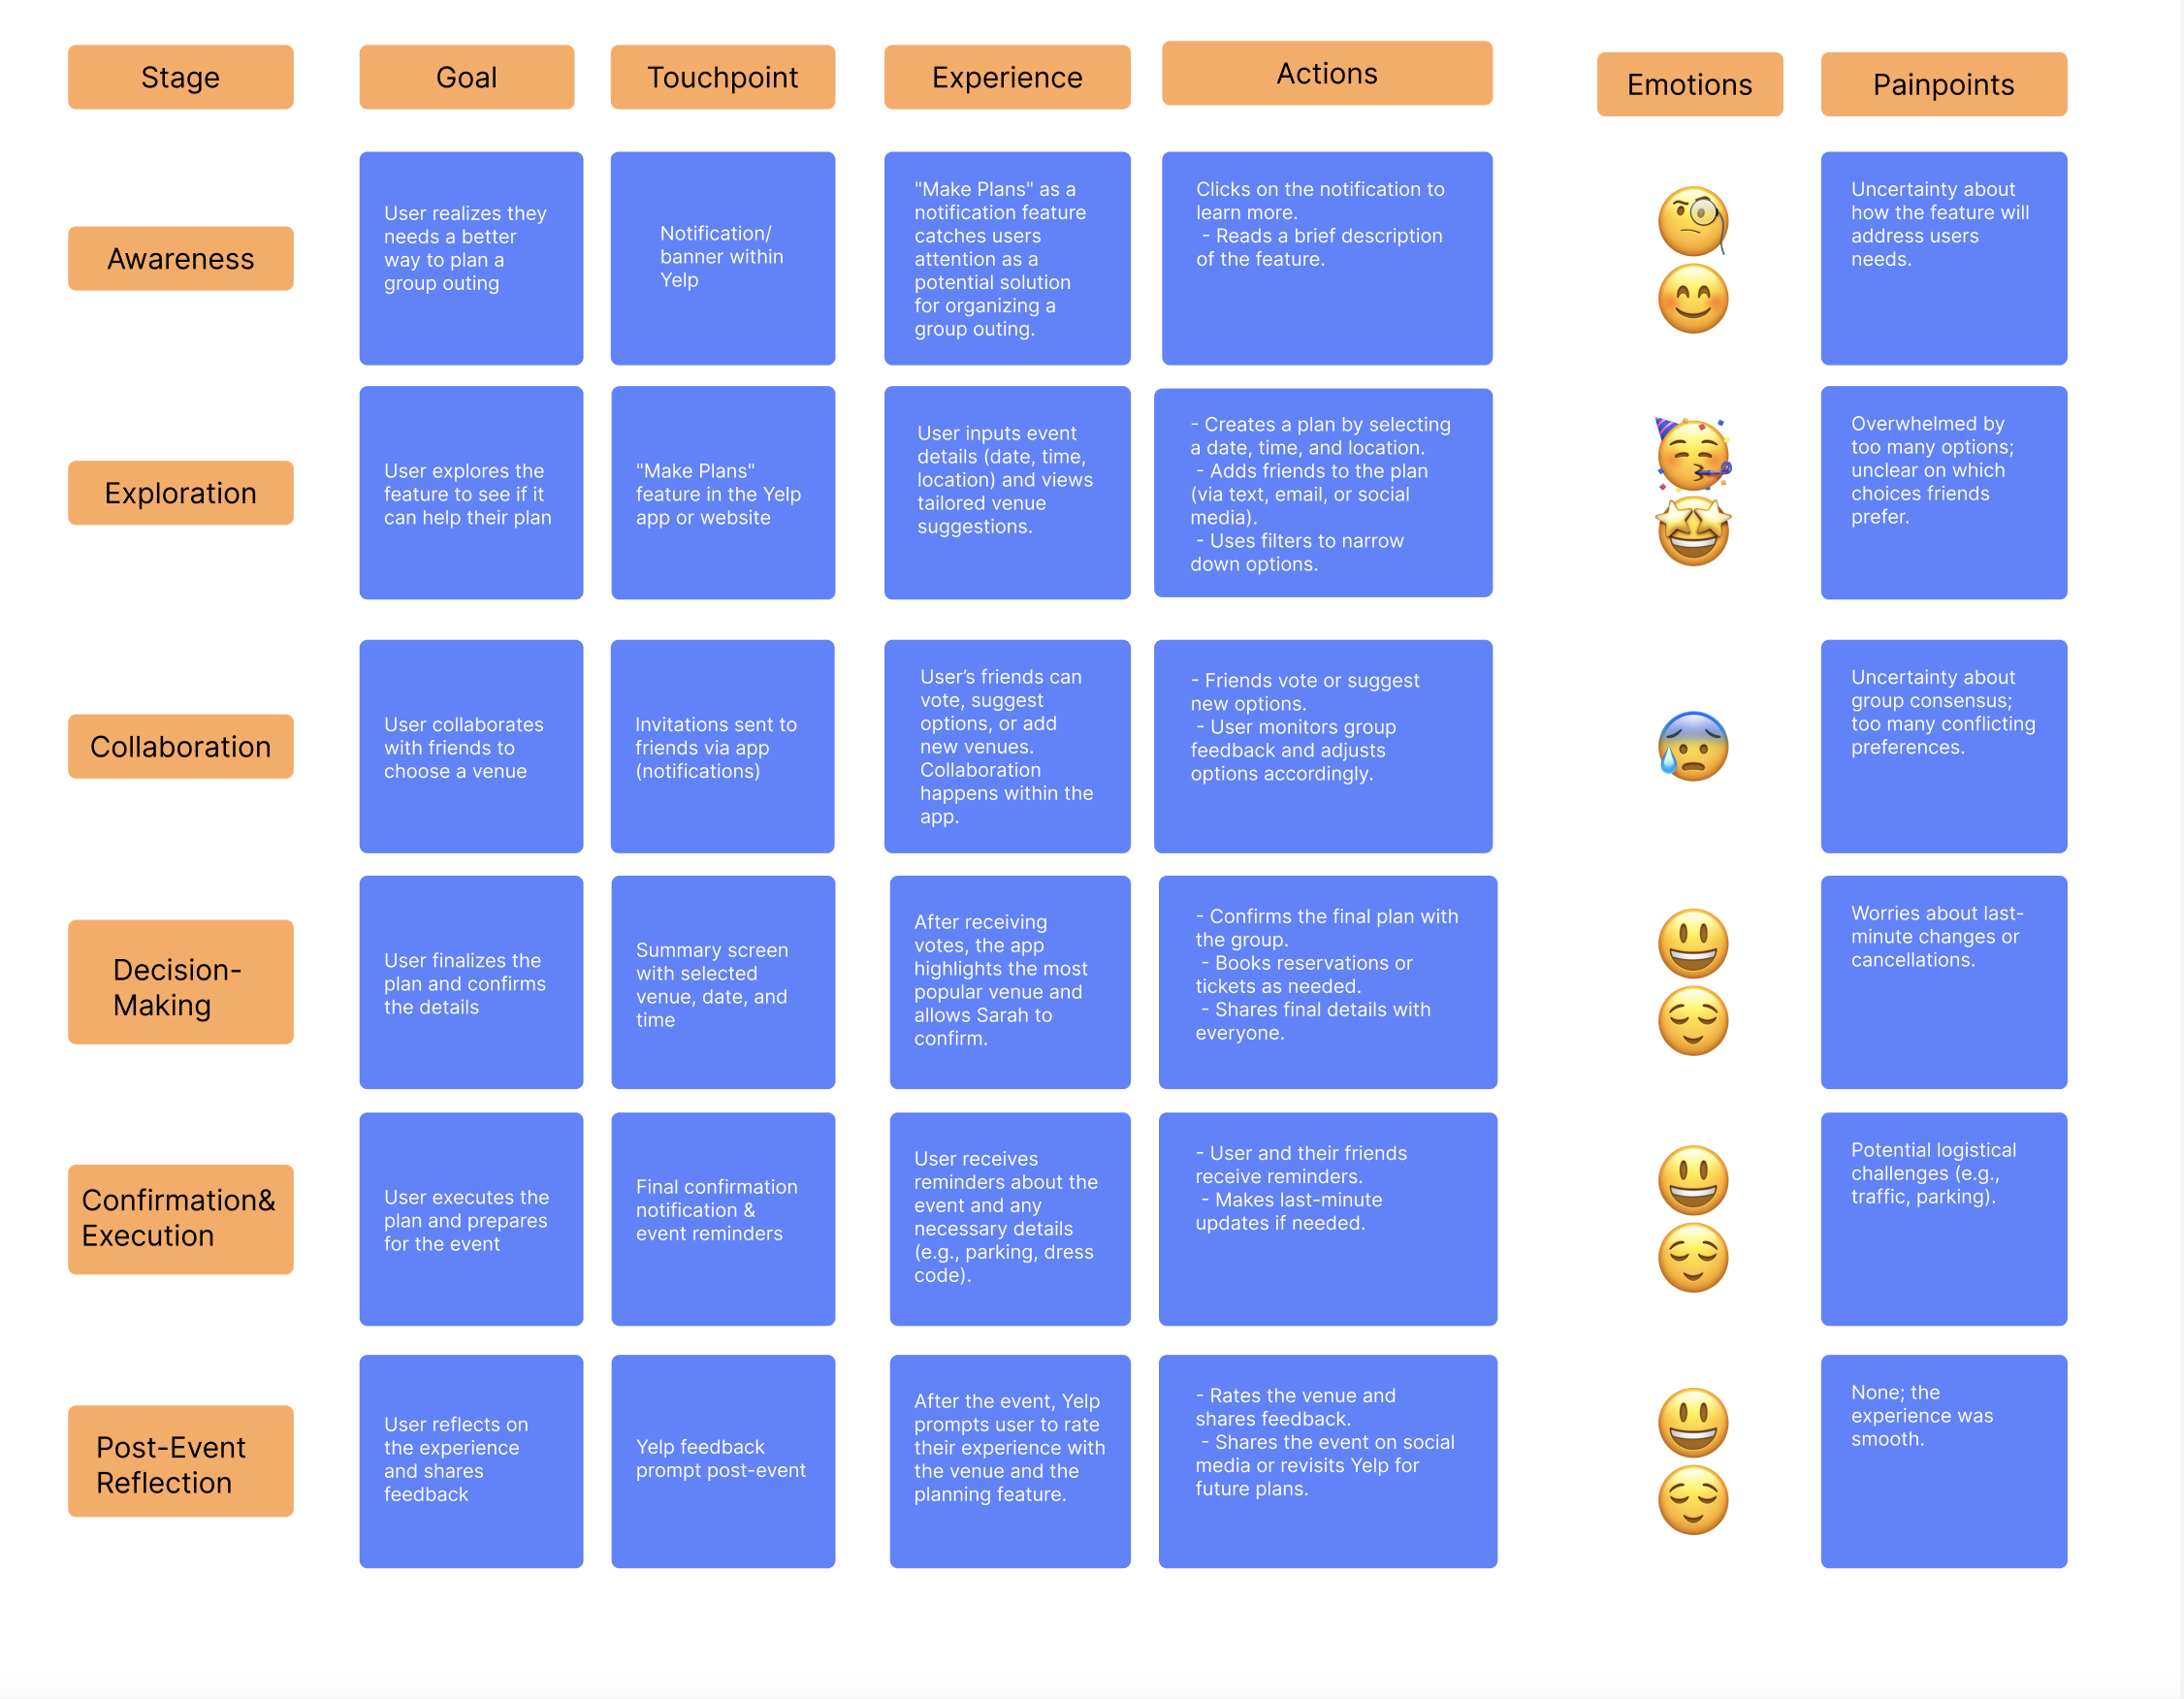 Stage
Goal
Touchpoint
Experience
Actions
Emotions
Painpoints
Awareness
User realizes they
needs a better
way to plan a
group outing
Notification/
banner within
Yelp
"Make Plans" as a
notification feature
catches users
attention as a
potential solution
for organizing a
group outing.
Clicks on the notification to
learn more.
- Reads a brief description
of the feature.
Uncertainty about
how the feature will
address users
needs.
Exploration
User explores the
feature to see if it
can help their plan
"Make Plans"
feature in the Yelp
app or website
User inputs event
details (date, time,
location) and views
tailored venue
suggestions.
- Creates a plan by selecting
a date, time, and location.
- Adds friends to the plan
(via text, email, or social
media).
- Uses filters to narrow
down options.
Overwhelmed by
too many options;
unclear on which
choices friends
prefer.
Collaboration
User collaborates
with friends to
choose a venue
Invitations sent to
friends via app
(notifications)
User’s friends can
vote, suggest
options, or add
new venues.
Collaboration
happens within the
app.
- Friends vote or suggest
new options.
- User monitors group
feedback and adjusts
options accordingly.
Uncertainty about
group consensus;
too many conflicting
preferences.
Decision-
Making
User finalizes the
plan and confirms
the details
Summary screen
with selected
venue, date, and
time
After receiving
votes, the app
highlights the most
popular venue and
allows Sarah to
confirm.
- Confirms the final plan with
the group.
- Books reservations or
tickets as needed.
- Shares final details with
everyone.
Worries about last-
minute changes or
cancellations.
Confirmation&
Execution
User executes the
plan and prepares
for the event
Final confirmation
notification &
event reminders
User receives
reminders about the
event and any
necessary details
(e.g., parking, dress
code).
- User and their friends
receive reminders.
- Makes last-minute
updates if needed.
Potential logistical
challenges (e.g.,
traffic, parking).
Post-Event
Reflection
User reflects on
the experience
and shares
feedback
Yelp feedback
prompt post-event
After the event, Yelp
prompts user to rate
their experience with
the venue and the
planning feature.
- Rates the venue and
shares feedback.
- Shares the event on social
media or revisits Yelp for
future plans.
None; the
experience was
smooth.